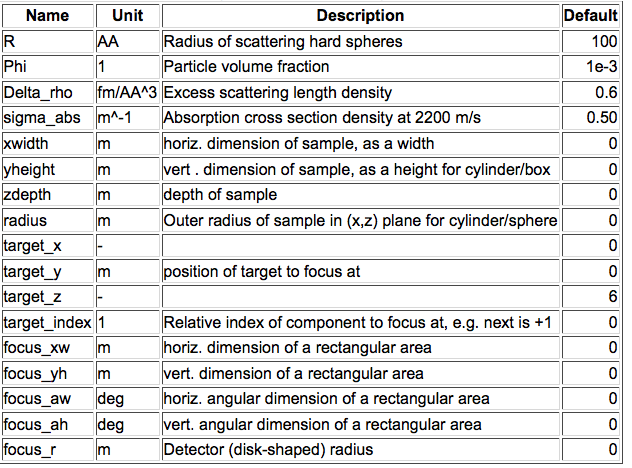 Name Unit Description Default
R AA Radius of scattering hard spheres 100
Phi 1 Particle volume fraction 1e-3
Delta_rho fm/AA^3 Excess scattering length density 0.6
sigma_abs m^-1 Absorption cross section density at 2200 m/s 0.50
xwidth m horiz. dimension of sample, as a width 0
yheight m vert . dimension of sample, as a height for cylinder/box 0
zdepth m depth of sample 0
radius m Outer radius of sample in (x,z) plane for cylinder/sphere 0
target_x - 0
target_y m position of target to focus at 0
target_z - 6
target_index 1 Relative index of component to focus at, e.g. next is +1 0
focus_xw m horiz. dimension of a rectangular area 0
focus_yh m vert. dimension of a rectangular area 0
focus_aw deg horiz. angular dimension of a rectangular area 0
focus_ah deg vert. angular dimension of a rectangular area 0
focus_r m Detector (disk-shaped) radius 0